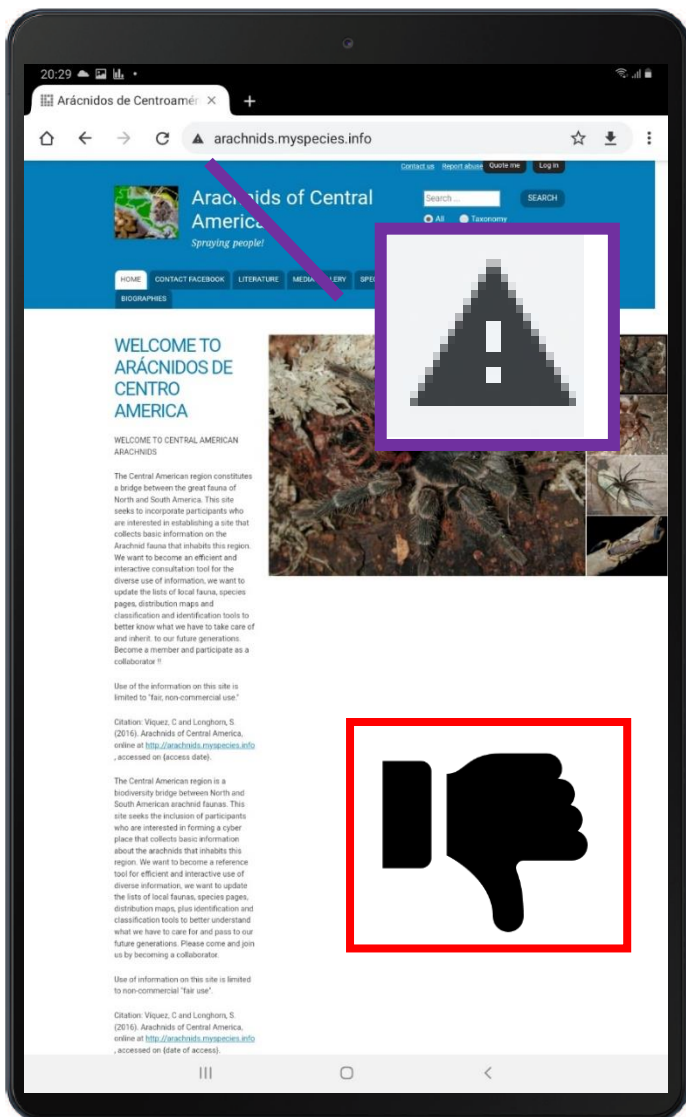 20:29
Arácnidos de Centroamér
arachnids.myspecies.info
Contact us Report abuse Quote me Log in
Arachnids of Central
America
Spraying people!
Search ...
SEARCH
All Taxonomy
HOME CONTACT FACEBOOK LITERATURE MEDIA GALLERY
BIOGRAPHIES
WELCOME TO
ARÁCNIDOS DE
CENTRO
AMERICA
WELCOME TO CENTRAL AMERICAN
ARACHNIDS
The Central American region constitutes
a bridge between the great fauna of
North and South America. This site
seeks to incorporate participants who
are interested in establishing a site that
collects basic information on the
Arachnid fauna that inhabits this region.
We want to become an efficient and
interactive consultation tool for the
diverse use of information, we want to
update the lists of local fauna, species
pages, distribution maps and
classification and identification tools to
better know what we have to take care of
and inherit. to our future generations.
Become a member and participate as a
collaborator !!
Use of the information on this site is
limited to "fair, non-commercial use."
Citation: Viquez, C and Longhorn, S.
(2016). Arachnids of Central America,
online at http://arachnids.myspecies.info
, accessed on (access date).
The Central American region is a
biodiversity bridge between North and
South American arachnid faunas. This
site seeks the inclusion of participants
who are interested in forming a cyber
place that collects basic information
about the arachnids that inhabits this
region. We want to become a reference
tool for efficient and interactive use of
diverse information, we want to update
the lists of local faunas, species pages,
distribution maps, plus identification and
classification tools to better understand
what we have to care for and pass to our
future generations. Please come and join
us by becoming a collaborator.
Use of information on this site is limited
to non-commercial "fair use".
Citation: Viquez, C and Longhorn, S.
(2016). Arachnids of Central America,
online at http://arachnids.myspecies.info
, accessed on (date of access).